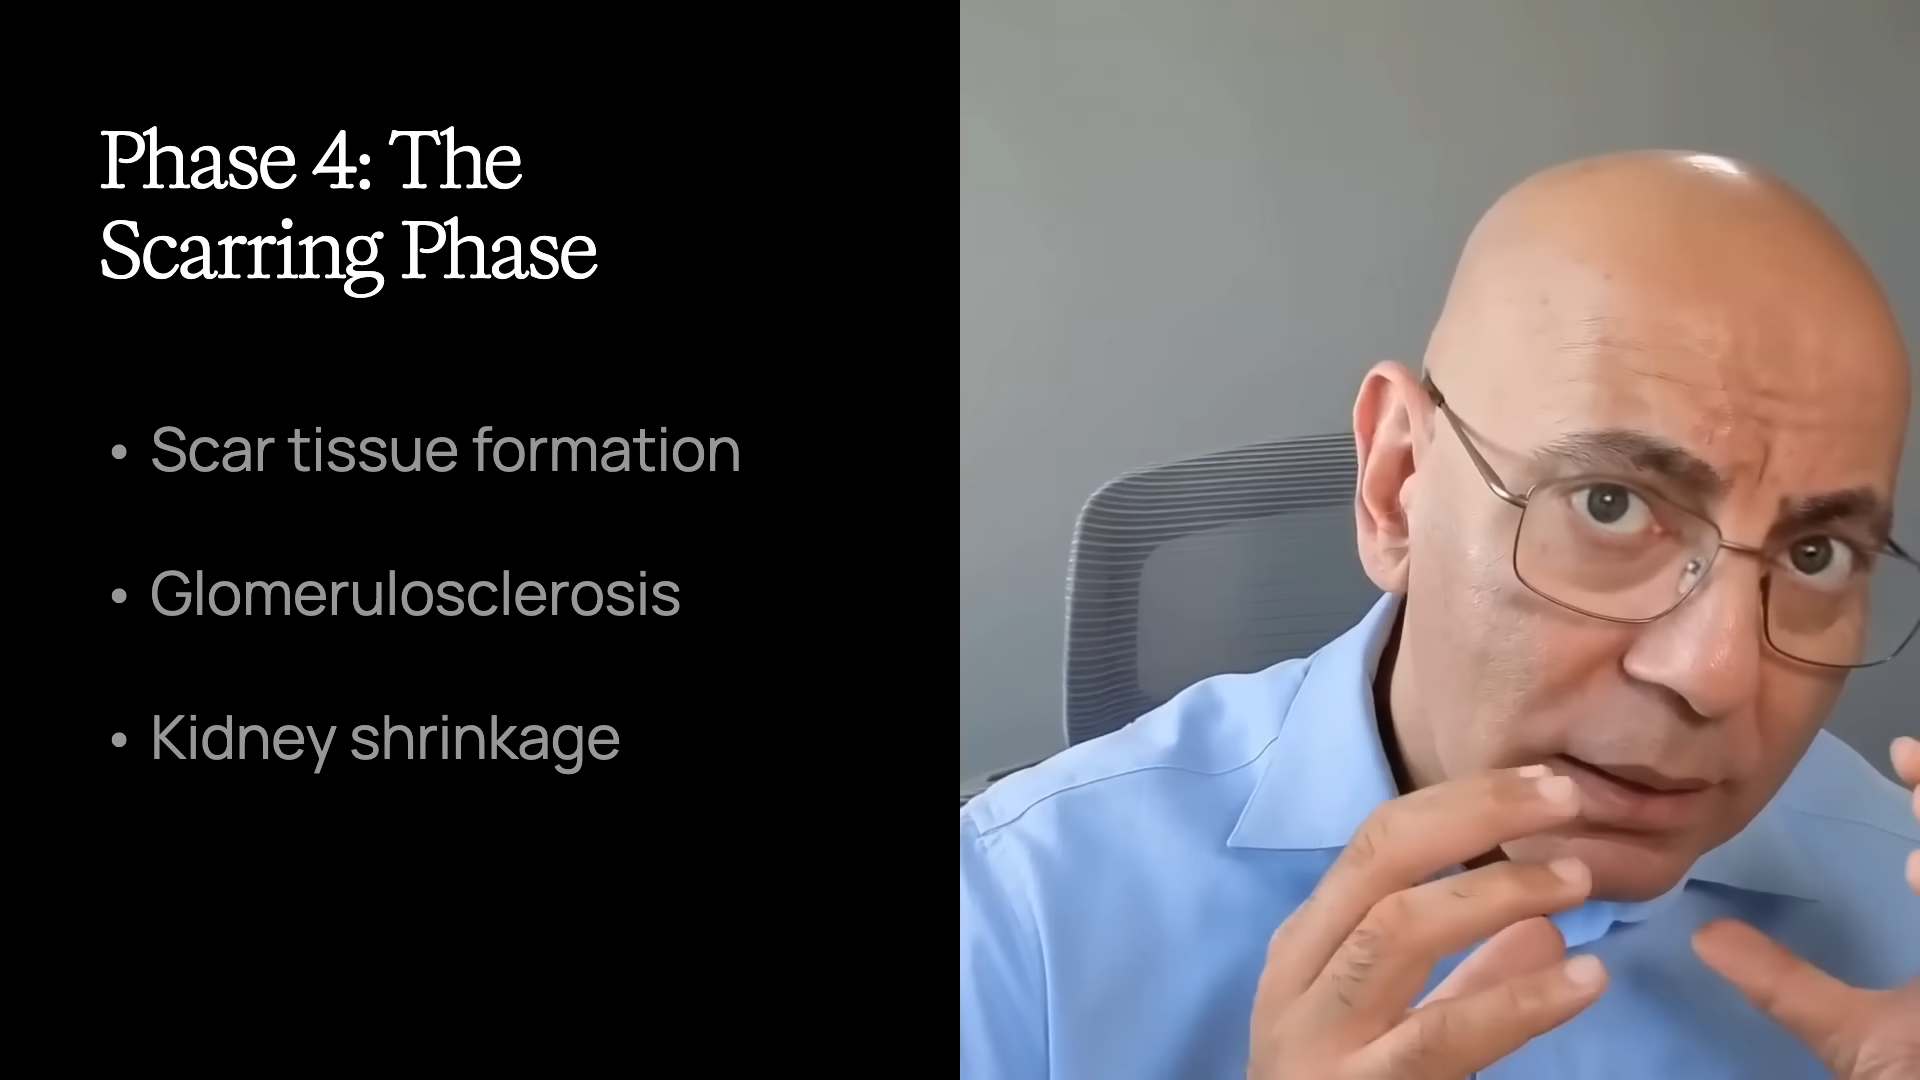 Phase 4: The
Scarring Phase
• Scar tissue formation
• Glomerulosclerosis
• Kidney shrinkage